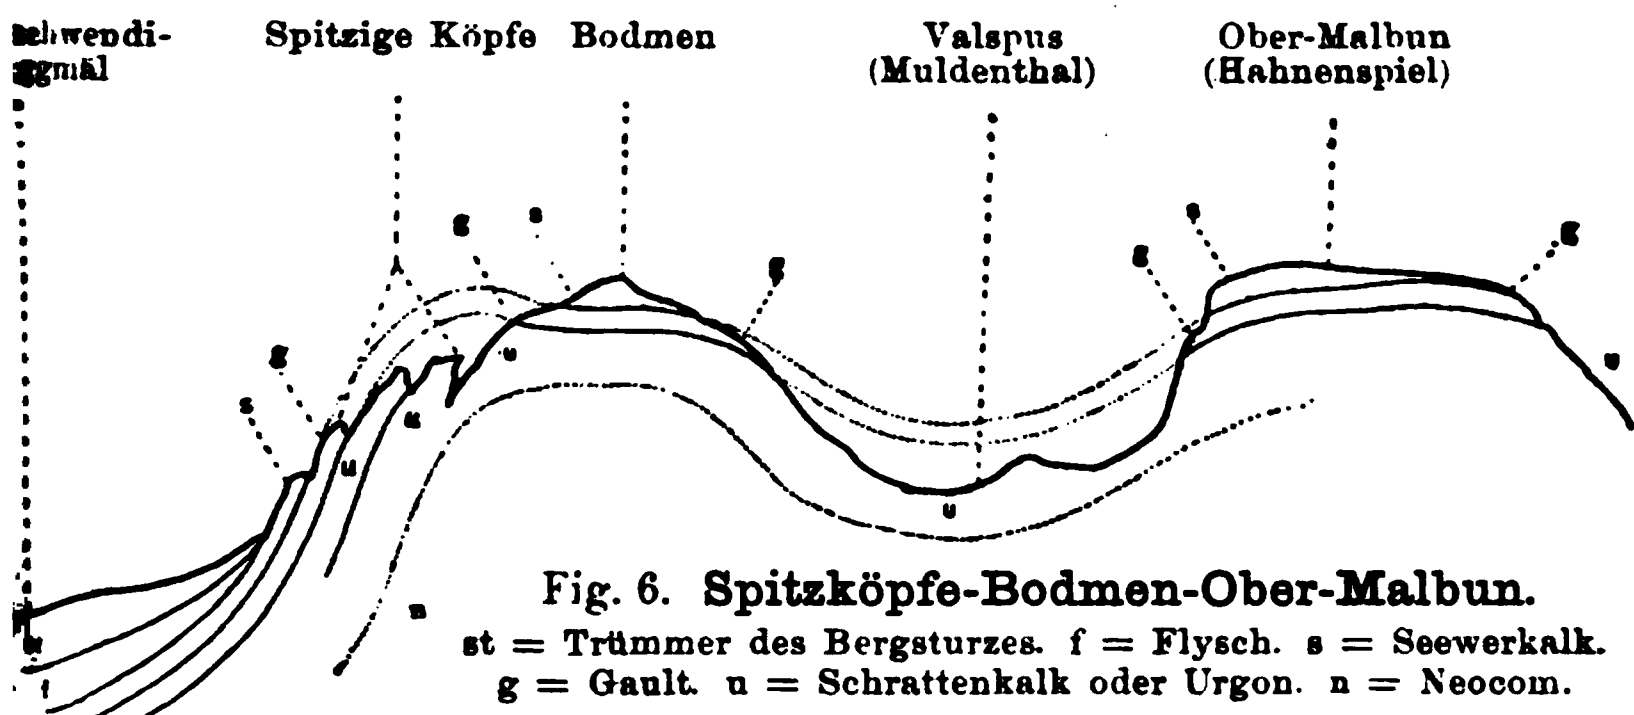 Spitzige Köpfe Bodmen Valspus Ober-Malbun
(Muldenthal) (Hahnenspiel)
s
g s
g
g
g
g
u
u
g
u
s
u
u
n
f
Fig. 6. Spitzköpfe-Bodmen-Ober-Malbun.
st = Trümmer des Bergsturzes. f = Flysch. s = Seewerkalk.
g = Gault. u = Schrattenkalk oder Urgon. n = Neocom.